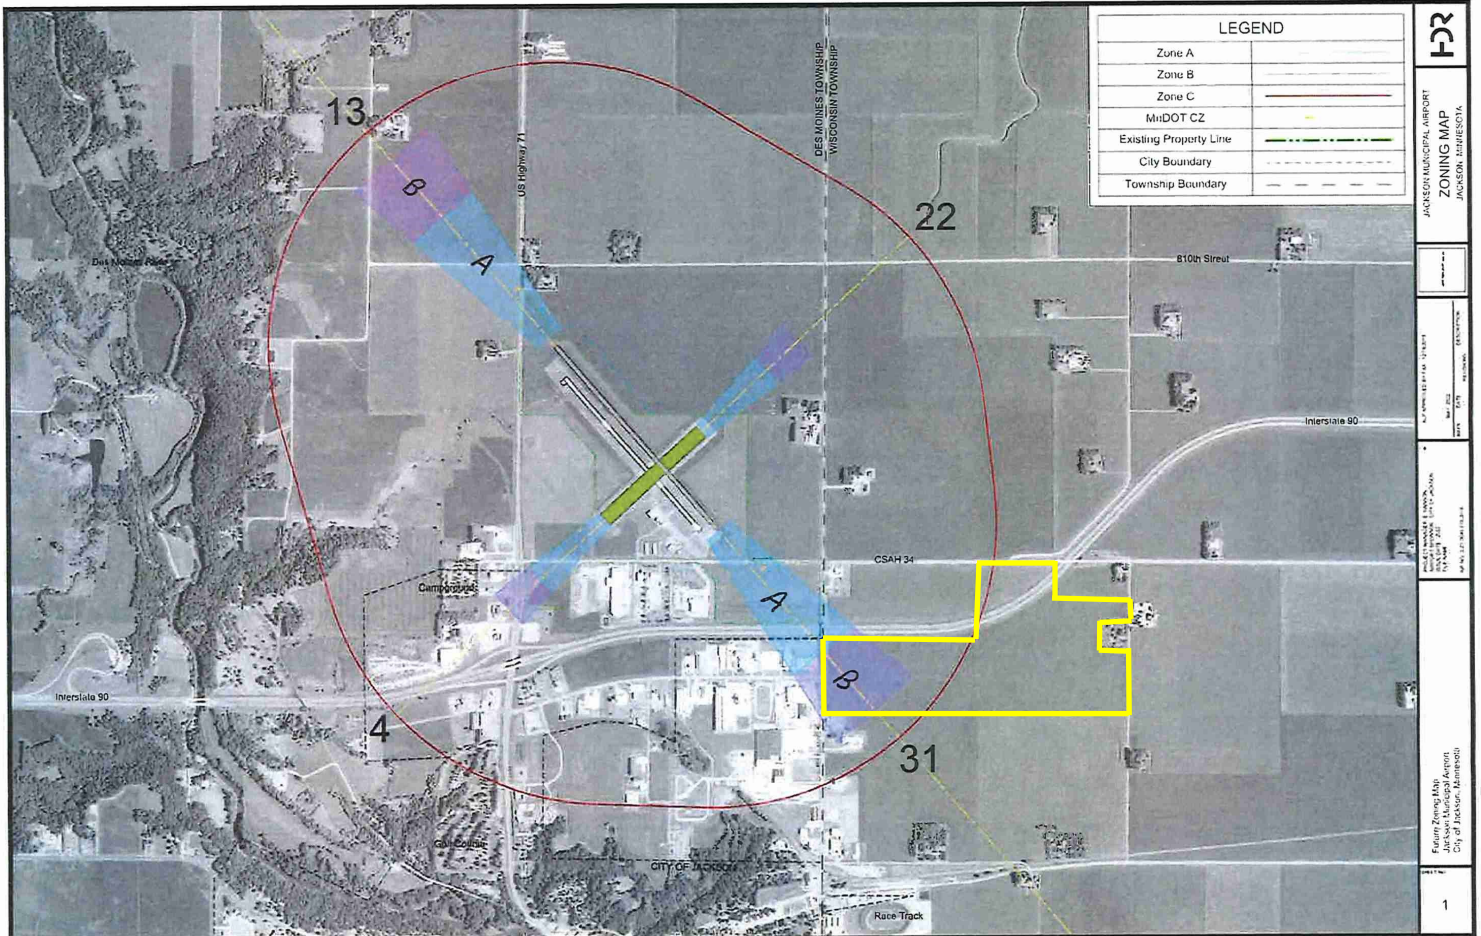 LEGEND
Zone A
Zone B
Zone C
MnDOT CZ
Existing Property Line
City Boundary
Township Boundary
13
B
A
US Highway 71
DES MOINES TOWNSHIP
WISCONSIN TOWNSHIP
22
810th Street
Des Moines River
Interstate 90
CSAH 34
Campground
A
B
Interstate 90
4
31
Golf Course
CITY OF JACKSON
Race Track
HDR
JACKSON MUNICIPAL AIRPORT
ZONING MAP
JACKSON, MINNESOTA
Future Zoning Map
Jackson Municipal Airport
City of Jackson, Minnesota
1